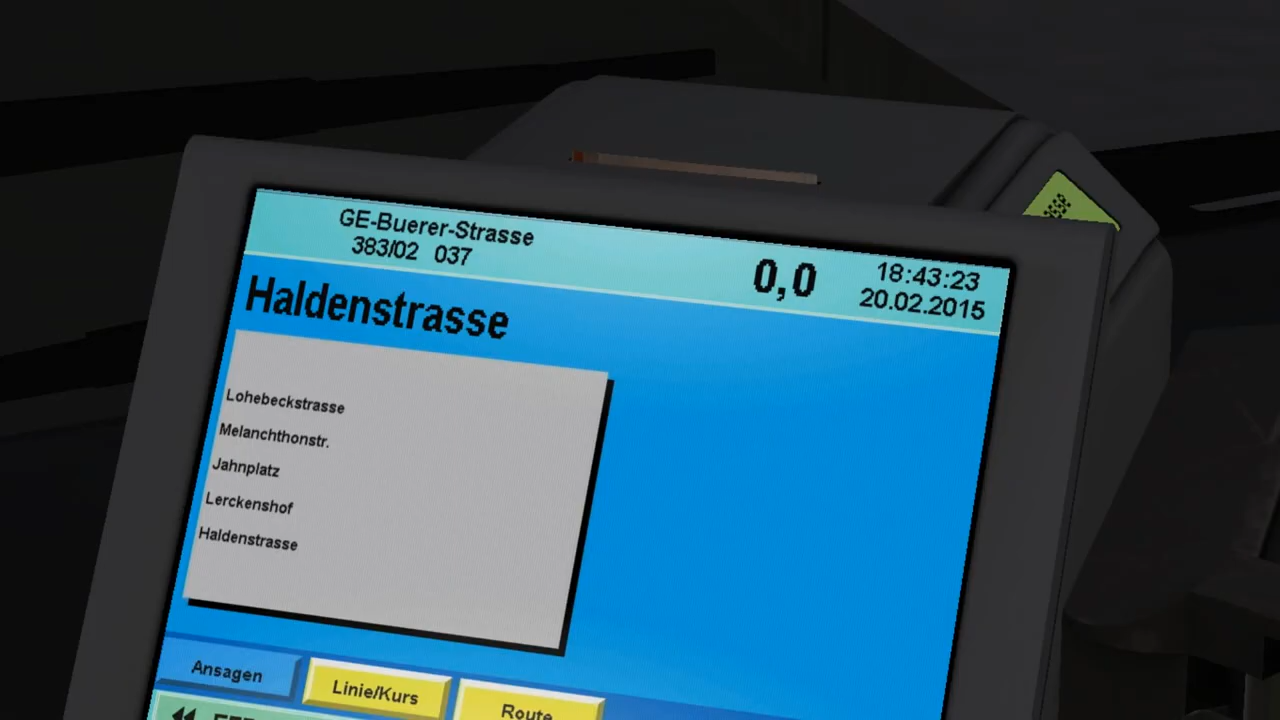 GE-Buerer-Strasse
383/02 037
0,0
18:43:23
20.02.2015
Haldenstrasse
Lohebeckstrasse
Melanchthonstr.
Jahnplatz
Lerckenshof
Haldenstrasse
Ansagen
Linie/Kurs
Route